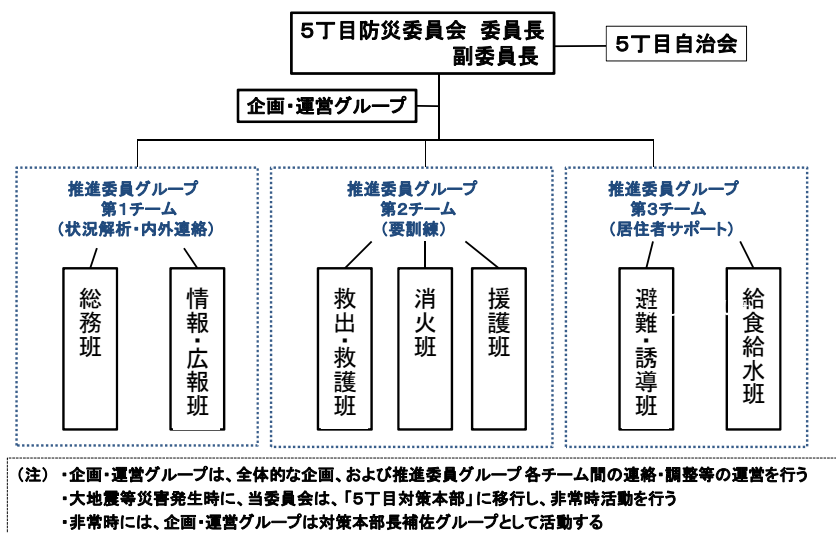 5丁目防災委員会 委員長
副委員長
5丁目自治会
企画・運営グループ
推進委員グループ
第1チーム
(状況解析・内外連絡)
総務班
情報・広報班
推進委員グループ
第2チーム
(要訓練)
救出・救護班
消火班
援護班
推進委員グループ
第3チーム
(居住者サポート)
避難・誘導班
給食給水班
(注) ・企画・運営グループは、全体的な企画、および推進委員グループ各チーム間の連絡・調整等の運営を行う
・大地震等災害発生時に、当委員会は、「5丁目対策本部」に移行し、非常時活動を行う
・非常時には、企画・運営グループは対策本部長補佐グループとして活動する